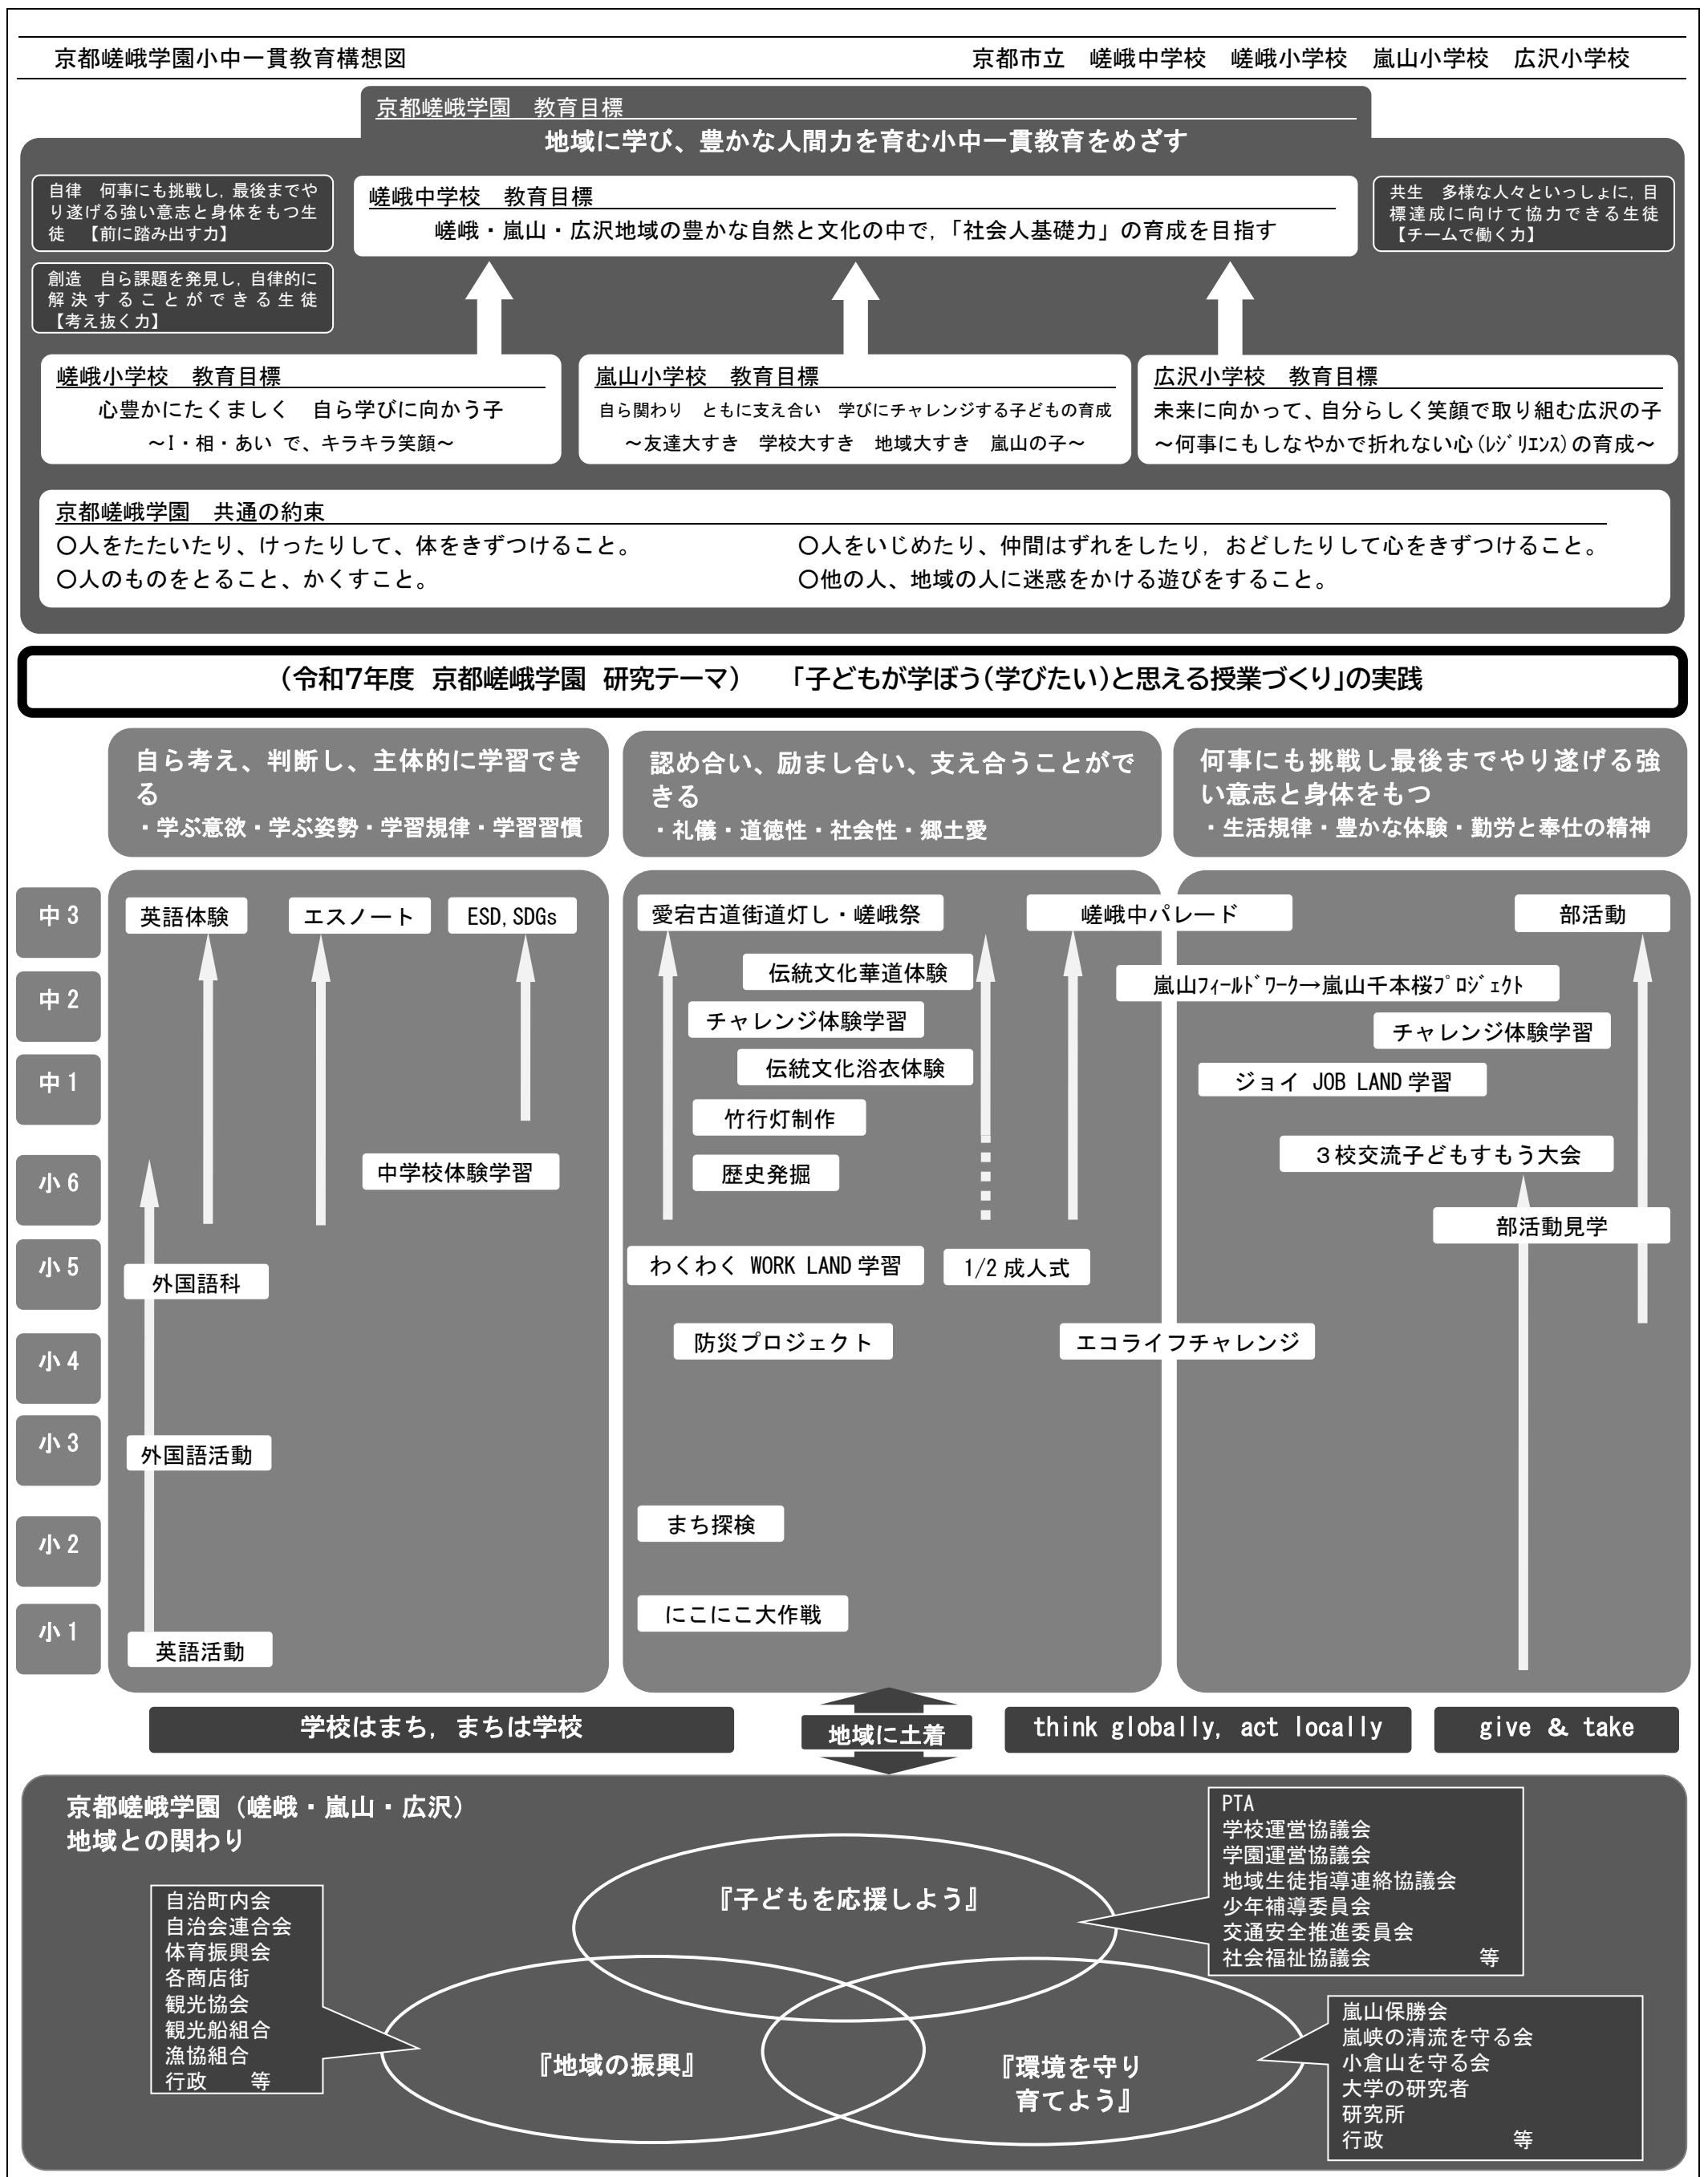 京都嵯峨学園小中一貫教育構想図
京都市立　嵯峨中学校　嵯峨小学校　嵐山小学校　広沢小学校
京都嵯峨学園　教育目標
地域に学び、豊かな人間力を育む小中一貫教育をめざす
自律　何事にも挑戦し，最後までや
り遂げる強い意志と身体をもつ生
徒　【前に踏み出す力】
創造　自ら課題を発見し，自律的に
解決することができる生徒
【考え抜く力】
嵯峨中学校　教育目標
嵯峨・嵐山・広沢地域の豊かな自然と文化の中で，「社会人基礎力」の育成を目指す
共生　多様な人々といっしょに，目
標達成に向けて協力できる生徒
【チームで働く力】
嵯峨小学校　教育目標
心豊かにたくましく　自ら学びに向かう子
～I・相・あい で、キラキラ笑顔～
嵐山小学校　教育目標
自ら関わり　ともに支え合い　学びにチャレンジする子どもの育成
～友達大すき　学校大すき　地域大すき　嵐山の子～
広沢小学校　教育目標
未来に向かって、自分らしく笑顔で取り組む広沢の子
～何事にもしなやかで折れない心(ﾚｼﾞﾘｴﾝｽ)の育成～
京都嵯峨学園　共通の約束
○人をたたいたり、けったりして、体をきずつけること。
○人をいじめたり、仲間はずれをしたり，おどしたりして心をきずつけること。
○人のものをとること、かくすこと。
○他の人、地域の人に迷惑をかける遊びをすること。
（令和7年度 京都嵯峨学園 研究テーマ）　「子どもが学ぼう（学びたい）と思える授業づくり」の実践
自ら考え、判断し、主体的に学習でき
る
・学ぶ意欲・学ぶ姿勢・学習規律・学習習慣
認め合い、励まし合い、支え合うことがで
きる
・礼儀・道徳性・社会性・郷土愛
何事にも挑戦し最後までやり遂げる強
い意志と身体をもつ
・生活規律・豊かな体験・勤労と奉仕の精神
中3
中2
中1
小6
小5
小4
小3
小2
小1
英語体験
エスノート
ESD,SDGs
中学校体験学習
外国語科
外国語活動
英語活動
愛宕古道街道灯し・嵯峨祭
嵯峨中パレード
伝統文化華道体験
チャレンジ体験学習
伝統文化浴衣体験
竹行灯制作
歴史発掘
わくわく WORK LAND 学習
1/2 成人式
防災プロジェクト
エコライフチャレンジ
まち探検
にこにこ大作戦
部活動
嵐山ﾌｨｰﾙﾄﾞﾜｰｸ→嵐山千本桜ﾌﾟﾛｼﾞｪｸﾄ
チャレンジ体験学習
ジョイ JOB LAND 学習
３校交流子どもすもう大会
部活動見学
学校はまち，まちは学校
地域に土着
think globally, act locally
give & take
京都嵯峨学園（嵯峨・嵐山・広沢）
地域との関わり
PTA
学校運営協議会
学園運営協議会
地域生徒指導連絡協議会
少年補導委員会
交通安全推進委員会
社会福祉協議会　　　　　等
『子どもを応援しよう』
自治町内会
自治会連合会
体育振興会
各商店街
観光協会
観光船組合
漁協組合
行政　　等
『地域の振興』
『環境を守り
育てよう』
嵐山保勝会
嵐峡の清流を守る会
小倉山を守る会
大学の研究者
研究所
行政　　　　　　等